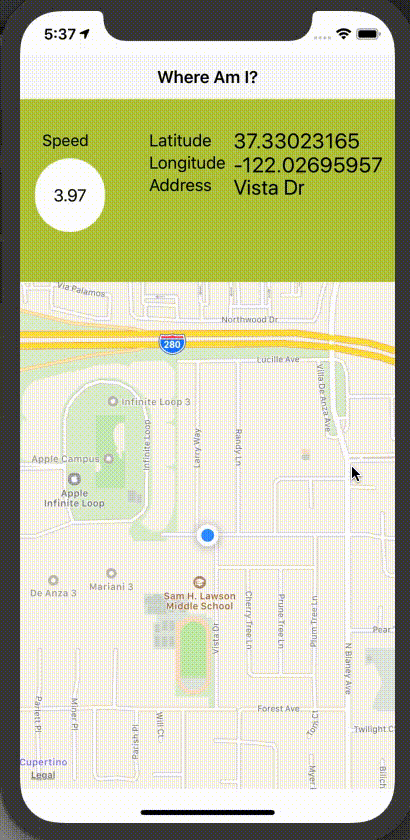 5:37
Where Am I?
Speed
3.97
Latitude 37.33023165
Longitude -122.02695957
Address Vista Dr
Via Palamos
Northwood Dr
280
Lucille Ave
Villa De Anza Ave
Infinite Loop 3
Infinite Loop
Larry Way
Randy Ln
Apple Campus
Apple
Infinite Loop
De Anza 3
Mariani 3
Sam H. Lawson
Middle School
Vista Dr
Cherry Tree Ln
Prune Tree Ln
Plum Tree Ln
N Blaney Ave
Pear
Parlett Pl
Miner Pl
Parish Pl
Will Ct
Forest Ave
Tom Ct
Twilight C
Cupertino
Legal
Myer
Bilich